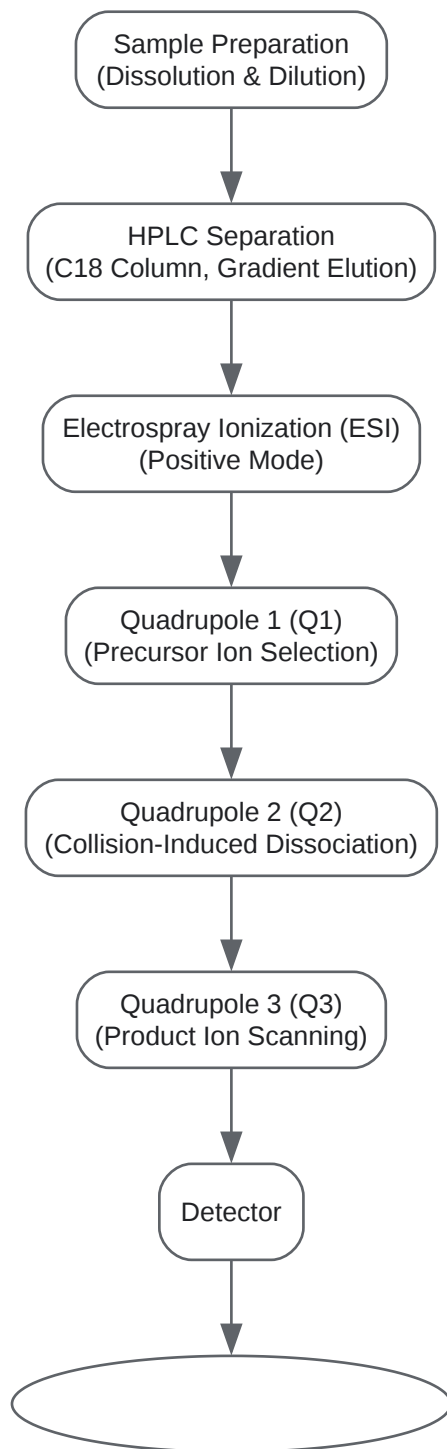 Sample Preparation
(Dissolution & Dilution)
HPLC Separation
(C18 Column, Gradient Elution)
Electrospray Ionization (ESI)
(Positive Mode)
Quadrupole 1 (Q1)
(Precursor Ion Selection)
Quadrupole 2 (Q2)
(Collision-Induced Dissociation)
Quadrupole 3 (Q3)
(Product Ion Scanning)
Detector